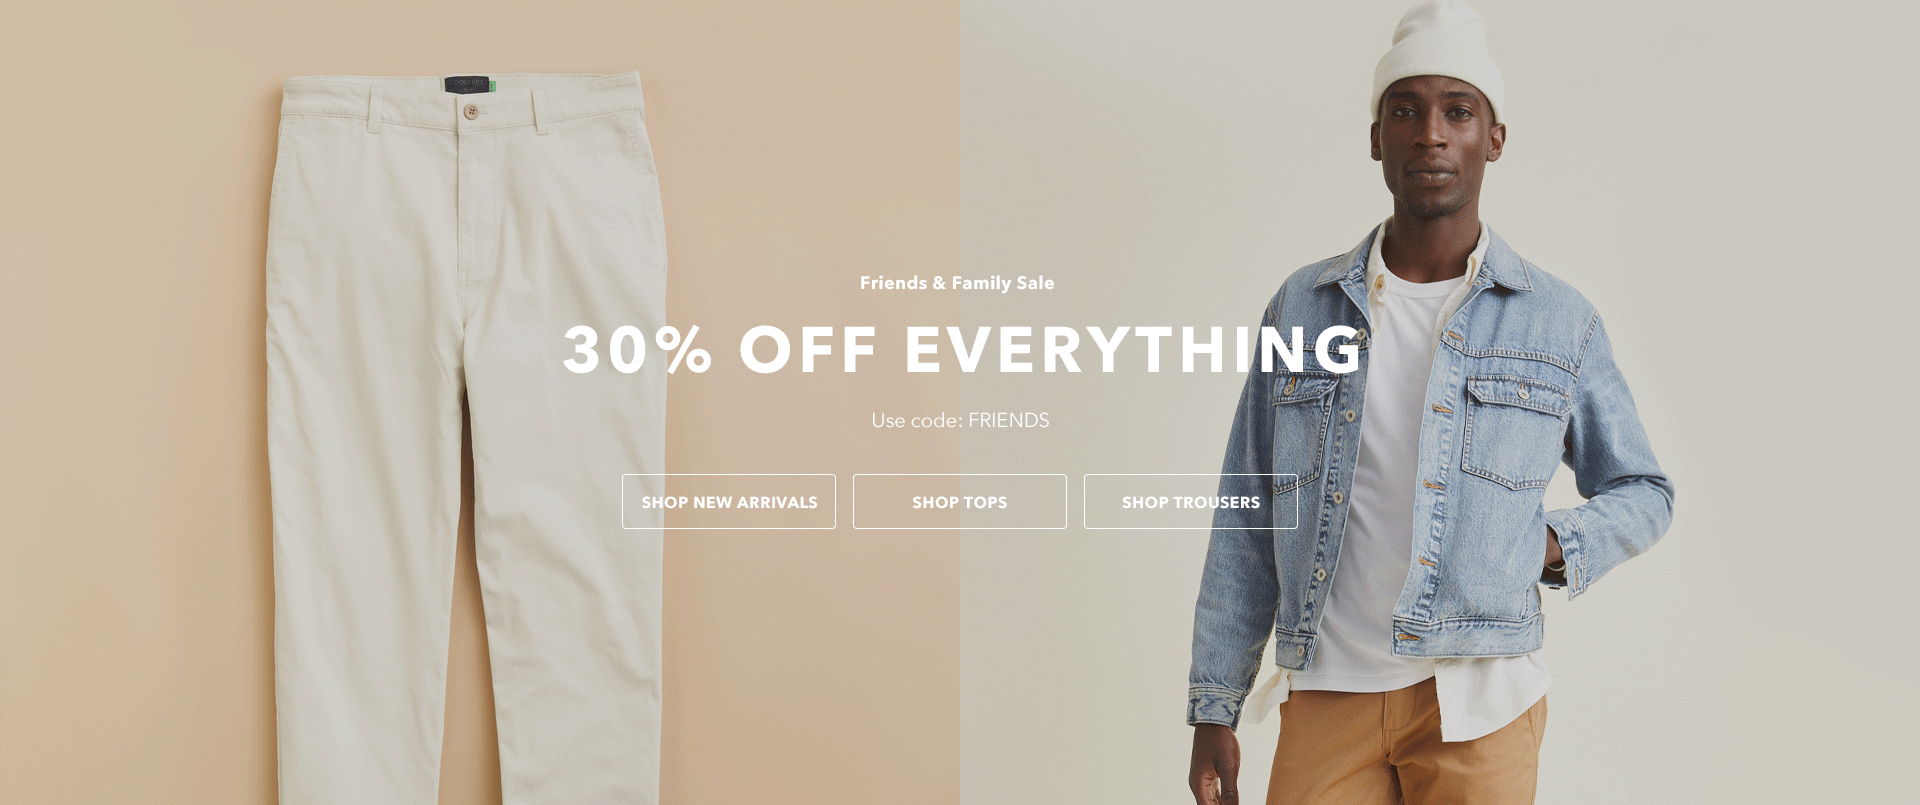 Friends & Family Sale
30% OFF EVERYTHING
Use code: FRIENDS
SHOP NEW ARRIVALS
SHOP TOPS
SHOP TROUSERS